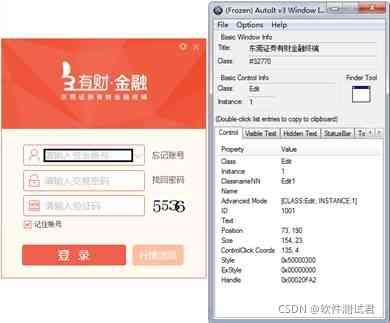 有财·金融
东莞证券有财金融终端
请输入资金账号
忘记账号
请输入交易密码
找回密码
请输入验证码
5536
记住账号
登 录
(Frozen) AutoIt v3 Window I...
File Options Help
Basic Window Info
Title: 东莞证券有财金融终端
Class: #32770
Basic Control Info
Class: Edit
Instance: 1
Finder Tool
(Double-click list entries to copy to clipboard)
Control Visible Text Hidden Text StatusBar To
Property Value
Class Edit
Instance 1
ClassnameNN Edit1
Name
Advanced Mode [CLASS:Edit; INSTANCE:1]
ID 1001
Text
Position 73, 190
Size 154, 23
ControlClick Coords 135, 4
Style 0x50000300
ExStyle 0x00000000
Handle 0x00020FA2
CSDN @软件测试君